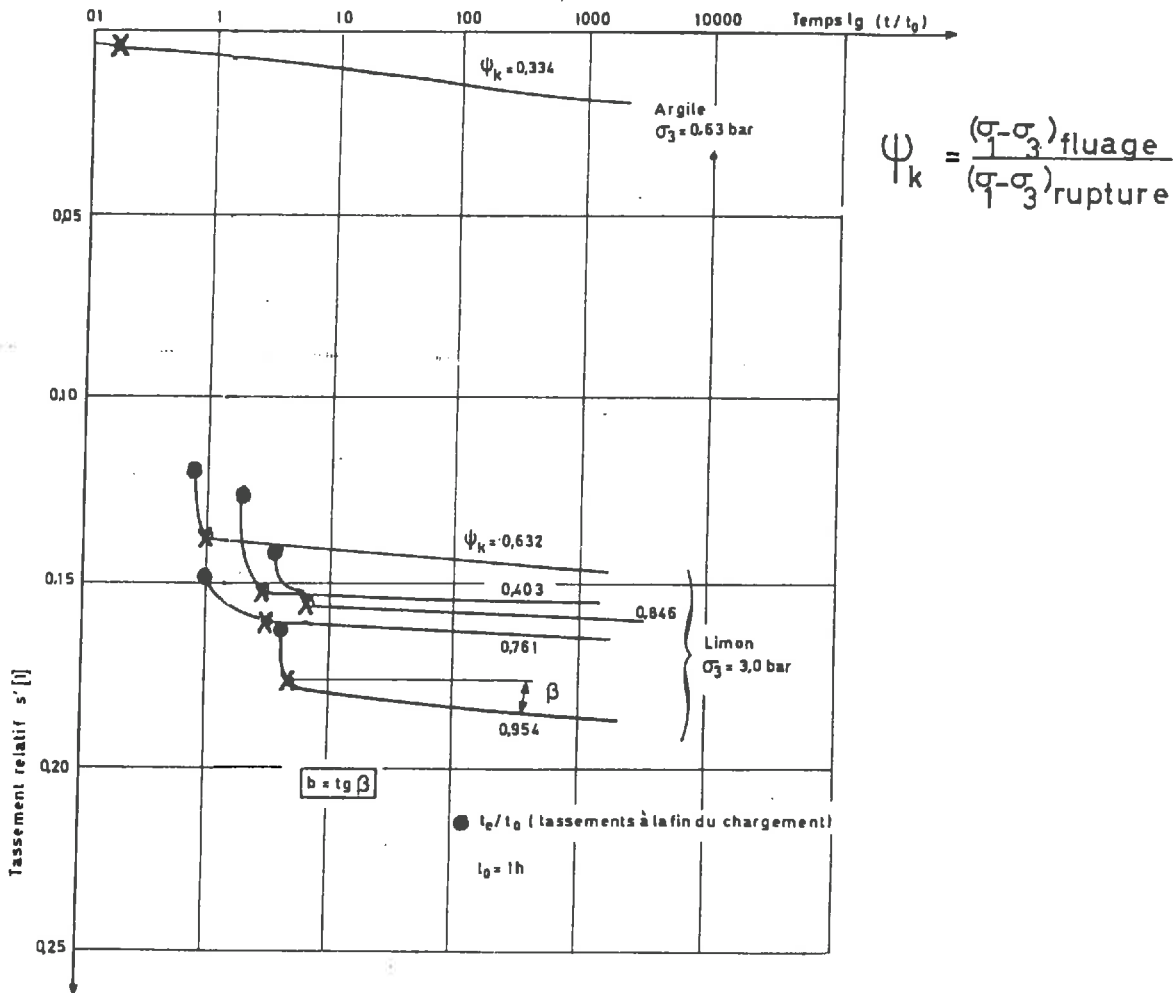 01 1 10 100 1000 Temps lg (t/t₀)
ψk = 0,334
Argile
σ3 = 0,63 bar
ψk = (σ1-σ3) fluage
(σ1-σ3) rupture
0,05
0,10
ψk = 0,632
0,15
0,403
0,846
0,761
Limon
σ3 = 3,0 bar
β
0,954
0,20
b = tg β
te/t0 (tassements à la fin du chargement)
t0 = 1h
Tassement relatif s' [1]
0,25